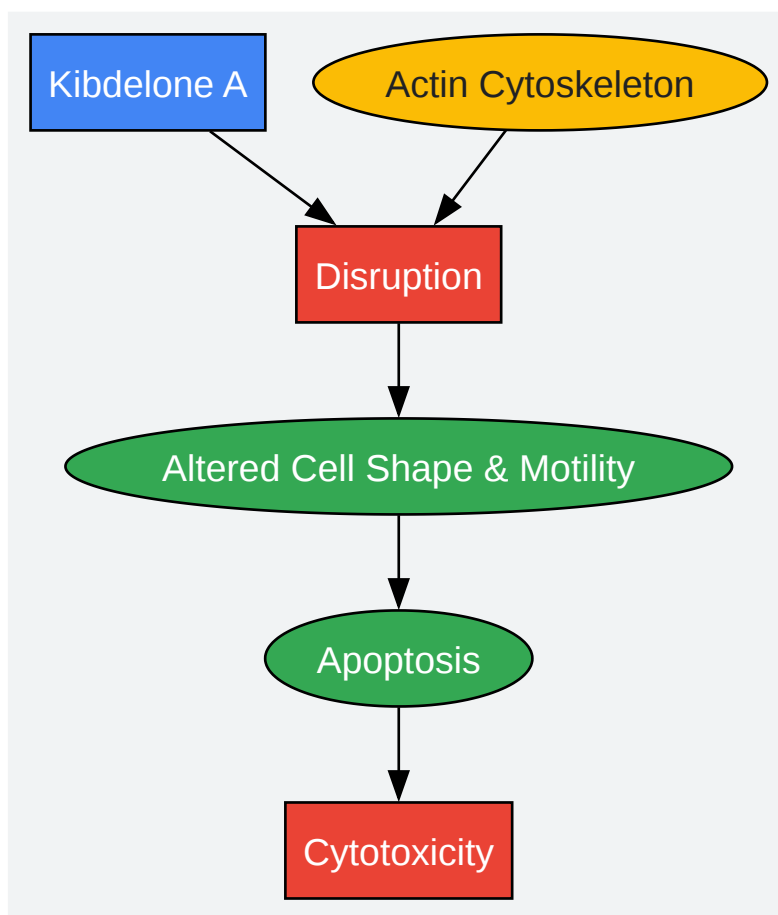 Kibdelone A
Actin Cytoskeleton
Disruption
Altered Cell Shape & Motility
Apoptosis
Cytotoxicity